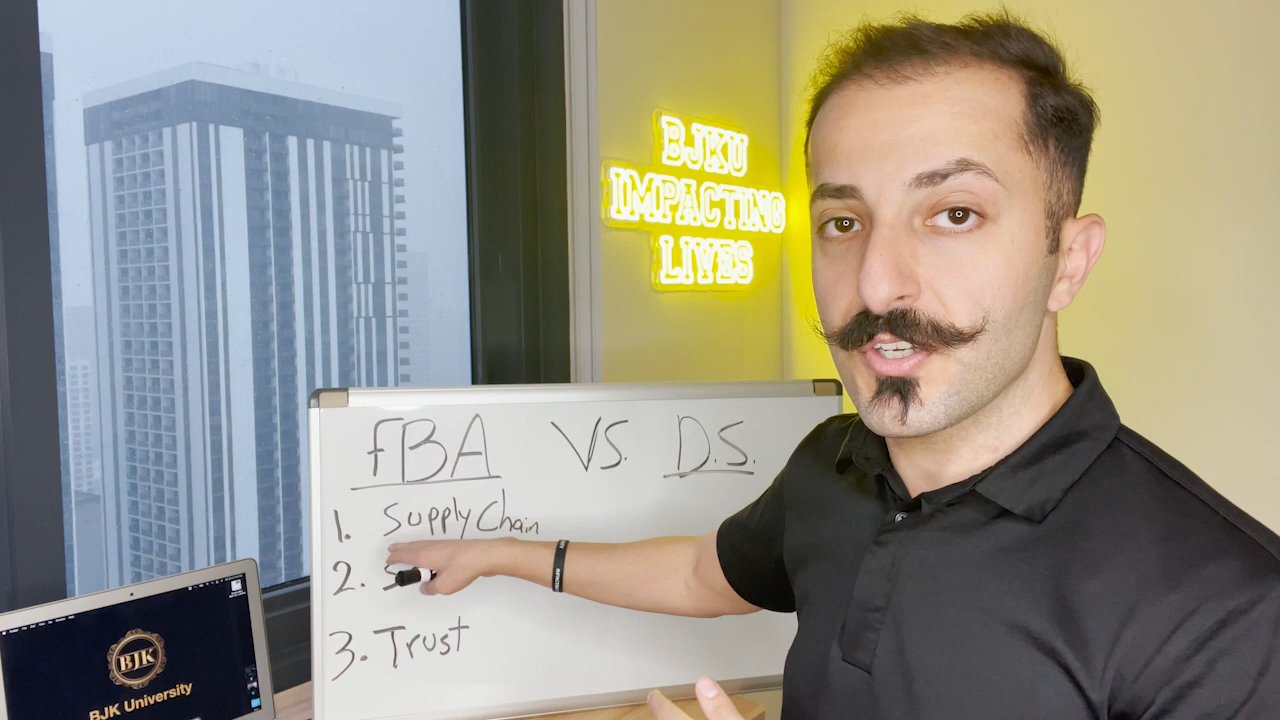 BJKU
IMPACTING
LIVES
FBA VS. D.S.
1. Supply Chain
2. S
3. Trust
BJK
BJK University